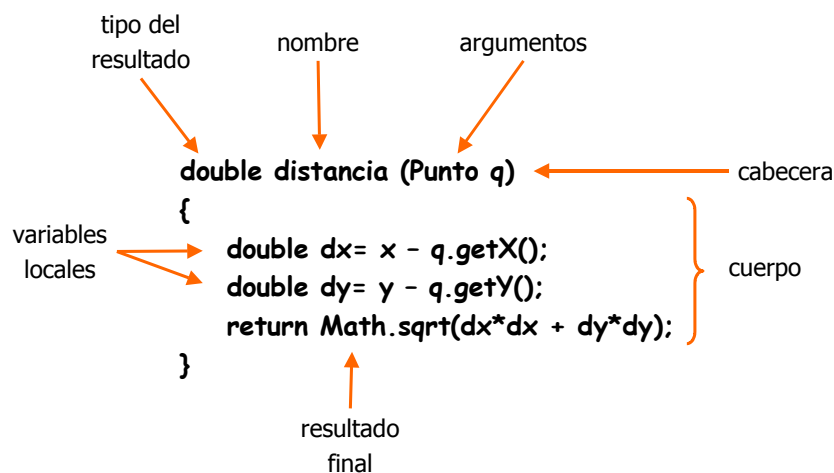 tipo del
resultado
nombre
argumentos
double distancia (Punto q)
cabecera
{
variables
locales
double dx= x – q.getX();
double dy= y – q.getY();
return Math.sqrt(dx*dx + dy*dy);
cuerpo
}
resultado
final